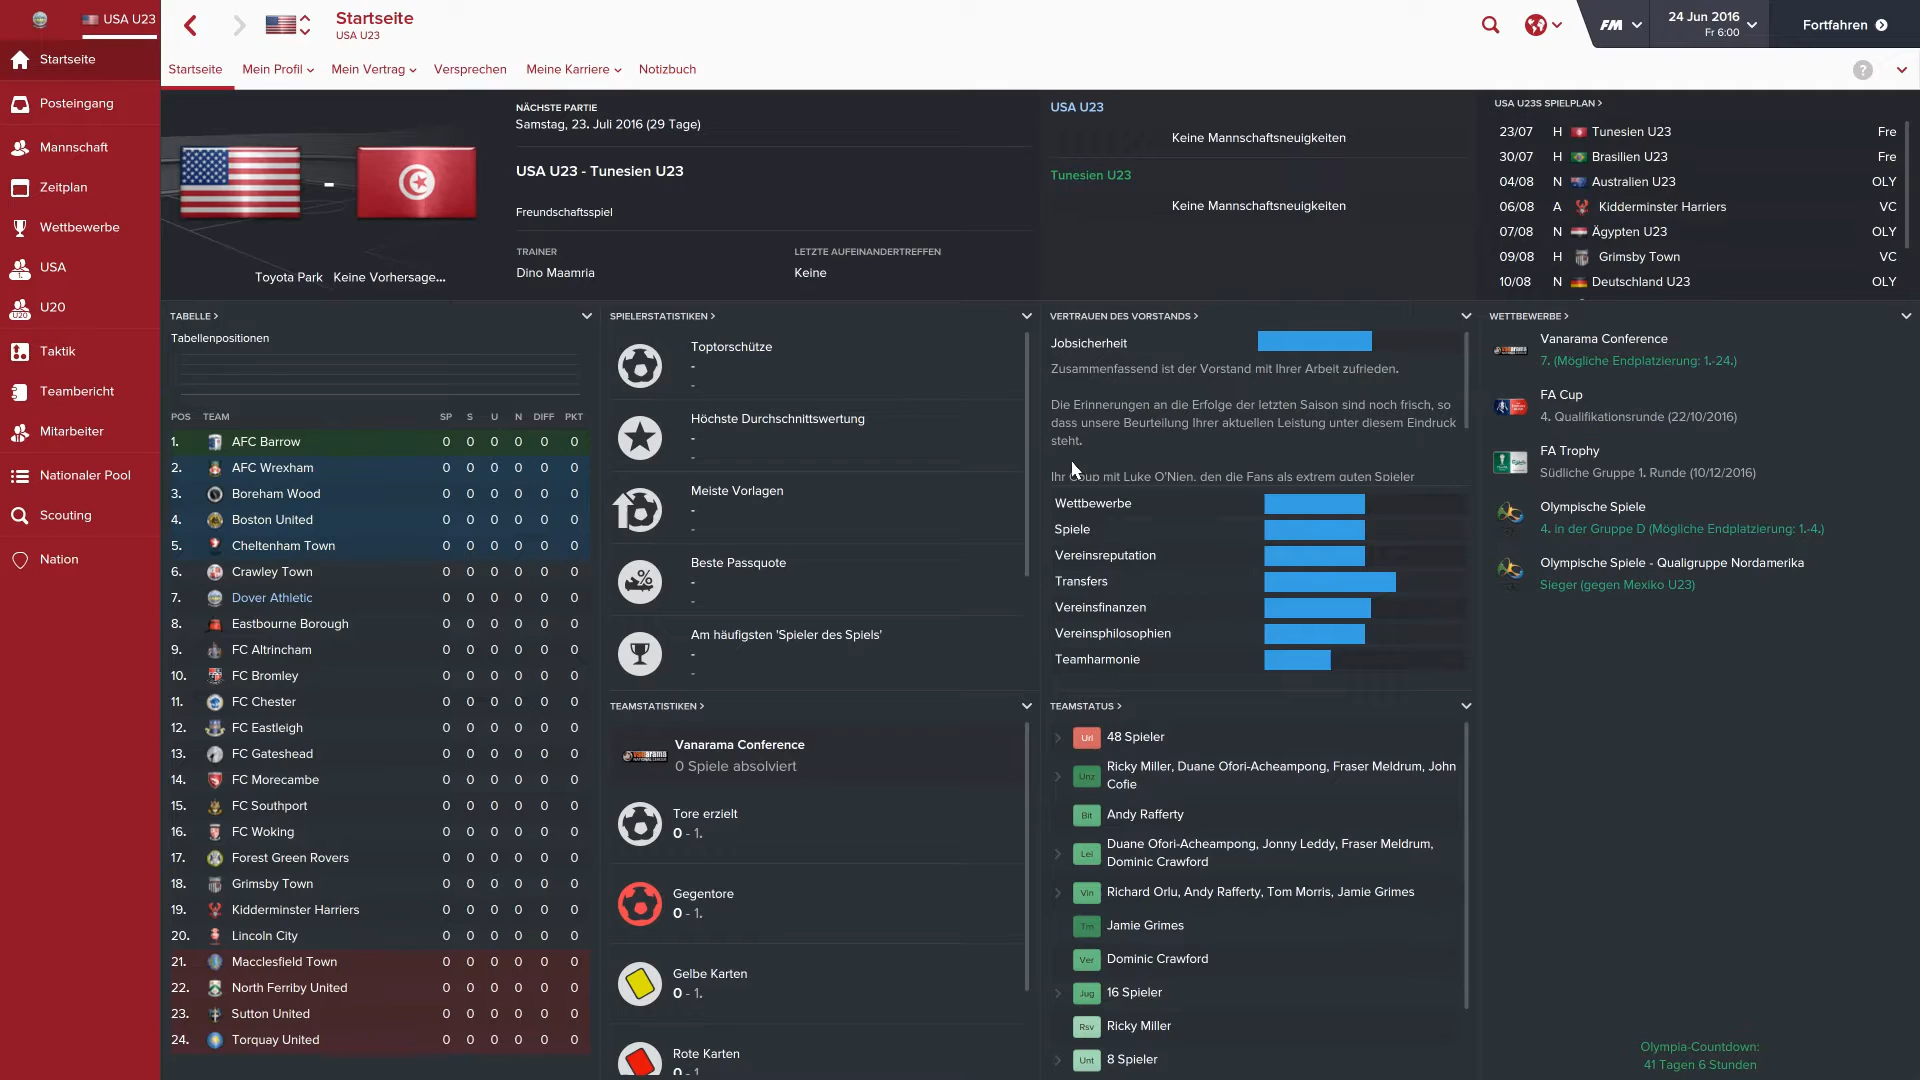 USA U23
Startseite
USA U23
FM
24 Jun 2016
Fr 6:00
Fortfahren
Startseite
Posteingang
Mannschaft
Zeitplan
Wettbewerbe
USA
U20
Taktik
Teambericht
Mitarbeiter
Nationaler Pool
Scouting
Nation
Startseite Mein Profil Mein Vertrag Versprechen Meine Karriere Notizbuch
?
NÄCHSTE PARTIE
Samstag, 23. Juli 2016 (29 Tage)
USA U23 - Tunesien U23
Freundschaftsspiel
TRAINER
Dino Maamria
LETZTE AUFEINANDERTREFFEN
Keine
-
Toyota Park Keine Vorhersage...
USA U23
Keine Mannschaftsneuigkeiten
Tunesien U23
Keine Mannschaftsneuigkeiten
USA U23S SPIELPLAN >
23/07 H Tunesien U23 Fre
30/07 H Brasilien U23 Fre
04/08 N Australien U23 OLY
06/08 A Kidderminster Harriers VC
07/08 N Ägypten U23 OLY
09/08 H Grimsby Town VC
10/08 N Deutschland U23 OLY
TABELLE >
Tabellenpositionen
POS TEAM SP S U N DIFF PKT
1. AFC Barrow 0 0 0 0 0 0
2. AFC Wrexham 0 0 0 0 0 0
3. Boreham Wood 0 0 0 0 0 0
4. Boston United 0 0 0 0 0 0
5. Cheltenham Town 0 0 0 0 0 0
6. Crawley Town 0 0 0 0 0 0
7. Dover Athletic 0 0 0 0 0 0
8. Eastbourne Borough 0 0 0 0 0 0
9. FC Altrincham 0 0 0 0 0 0
10. FC Bromley 0 0 0 0 0 0
11. FC Chester 0 0 0 0 0 0
12. FC Eastleigh 0 0 0 0 0 0
13. FC Gateshead 0 0 0 0 0 0
14. FC Morecambe 0 0 0 0 0 0
15. FC Southport 0 0 0 0 0 0
16. FC Woking 0 0 0 0 0 0
17. Forest Green Rovers 0 0 0 0 0 0
18. Grimsby Town 0 0 0 0 0 0
19. Kidderminster Harriers 0 0 0 0 0 0
20. Lincoln City 0 0 0 0 0 0
21. Macclesfield Town 0 0 0 0 0 0
22. North Ferriby United 0 0 0 0 0 0
23. Sutton United 0 0 0 0 0 0
24. Torquay United 0 0 0 0 0 0
SPIELERSTATISTIKEN >
Toptorschütze
-
-
Höchste Durchschnittswertung
-
-
Meiste Vorlagen
-
-
Beste Passquote
-
-
Am häufigsten 'Spieler des Spiels'
-
-
TEAMSTATISTIKEN >
Vanarama Conference
0 Spiele absolviert
Tore erzielt
0 - 1.
Gegentore
0 - 1.
Gelbe Karten
0 - 1.
Rote Karten
0 - 1.
VERTRAUEN DES VORSTANDS >
Jobsicherheit
Zusammenfassend ist der Vorstand mit Ihrer Arbeit zufrieden.
Die Erinnerungen an die Erfolge der letzten Saison sind noch frisch, so
dass unsere Beurteilung Ihrer aktuellen Leistung unter diesem Eindruck
steht.
Ihr Coup mit Luke O'Nien, den die Fans als extrem guten Spieler
Wettbewerbe
Spiele
Vereinsreputation
Transfers
Vereinsfinanzen
Vereinsphilosophien
Teamharmonie
TEAMSTATUS >
Url 48 Spieler
Unz Ricky Miller, Duane Ofori-Acheampong, Fraser Meldrum, John
Cofie
Bit Andy Rafferty
Lei Duane Ofori-Acheampong, Jonny Leddy, Fraser Meldrum,
Dominic Crawford
Vln Richard Orlu, Andy Rafferty, Tom Morris, Jamie Grimes
Trn Jamie Grimes
Ver Dominic Crawford
Jug 16 Spieler
Rsv Ricky Miller
Unt 8 Spieler
WETTBEWERBE >
Vanarama Conference
7. (Mögliche Endplatzierung: 1.-24.)
FA Cup
4. Qualifikationsrunde (22/10/2016)
FA Trophy
Südliche Gruppe 1. Runde (10/12/2016)
Olympische Spiele
4. in der Gruppe D (Mögliche Endplatzierung: 1.-4.)
Olympische Spiele - Qualigruppe Nordamerika
Sieger (gegen Mexiko U23)
Olympia-Countdown:
41 Tagen 6 Stunden